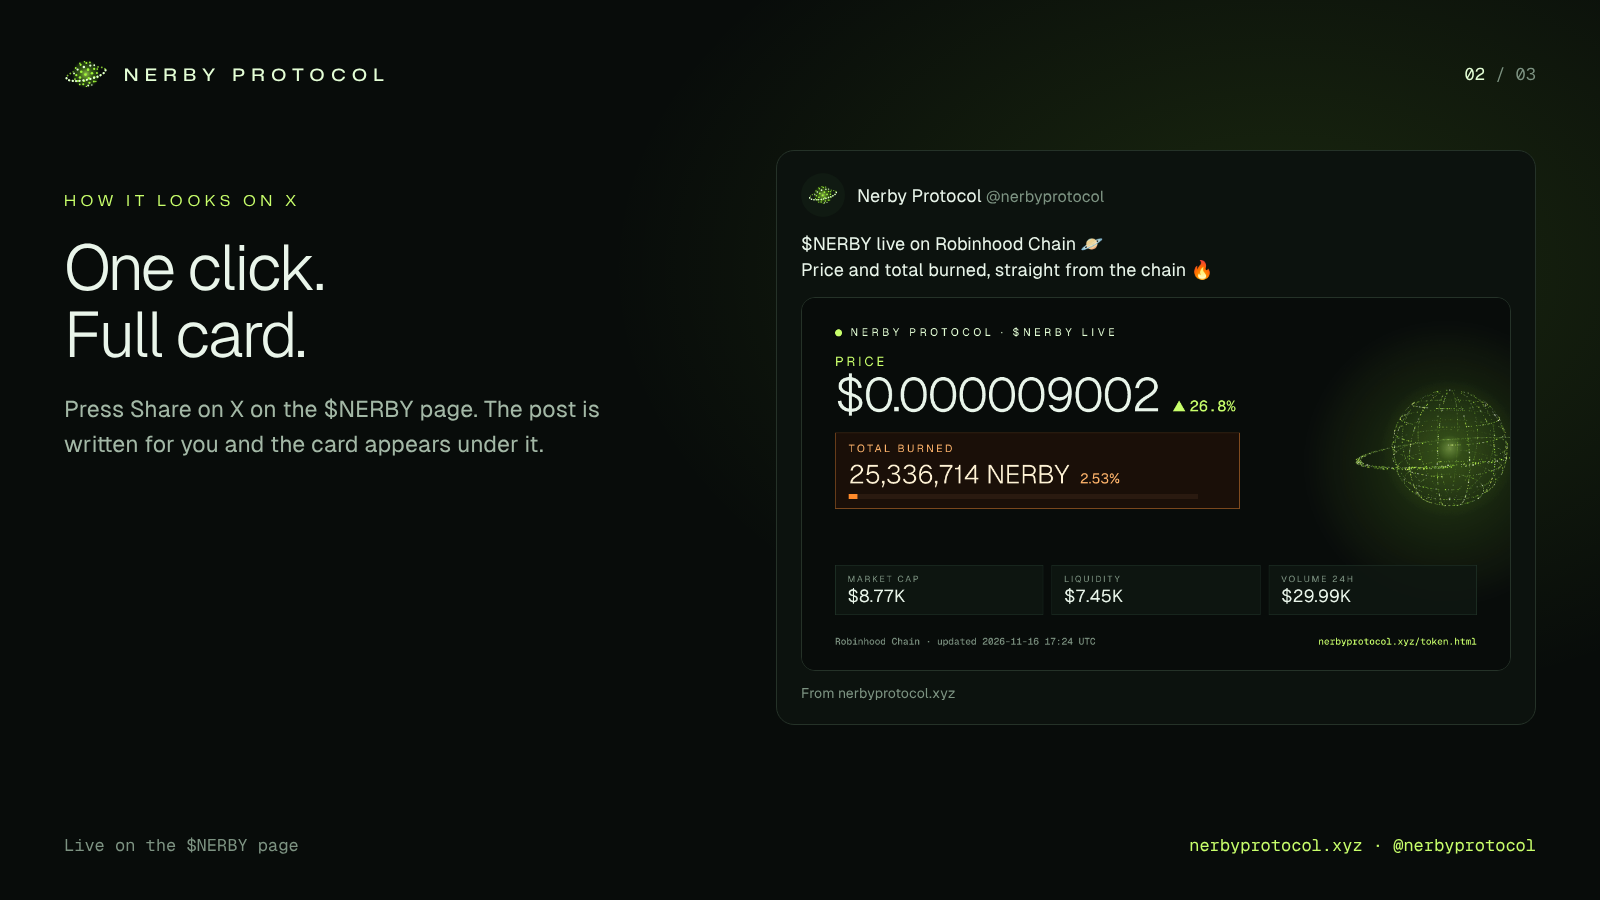 NERBY PROTOCOL
02 / 03
HOW IT LOOKS ON X
One click.
Full card.
Press Share on X on the $NERBY page. The post is
written for you and the card appears under it.
Nerby Protocol @nerbyprotocol
$NERBY live on Robinhood Chain 🪐
Price and total burned, straight from the chain 🔥
NERBY PROTOCOL · $NERBY LIVE
PRICE
$0.000009002 ▲ 26.8%
TOTAL BURNED
25,336,714 NERBY 2.53%
MARKET CAP
$8.77K
LIQUIDITY
$7.45K
VOLUME 24H
$29.99K
Robinhood Chain · updated 2026-11-16 17:24 UTC
nerbyprotocol.xyz/token.html
From nerbyprotocol.xyz
Live on the $NERBY page
nerbyprotocol.xyz · @nerbyprotocol